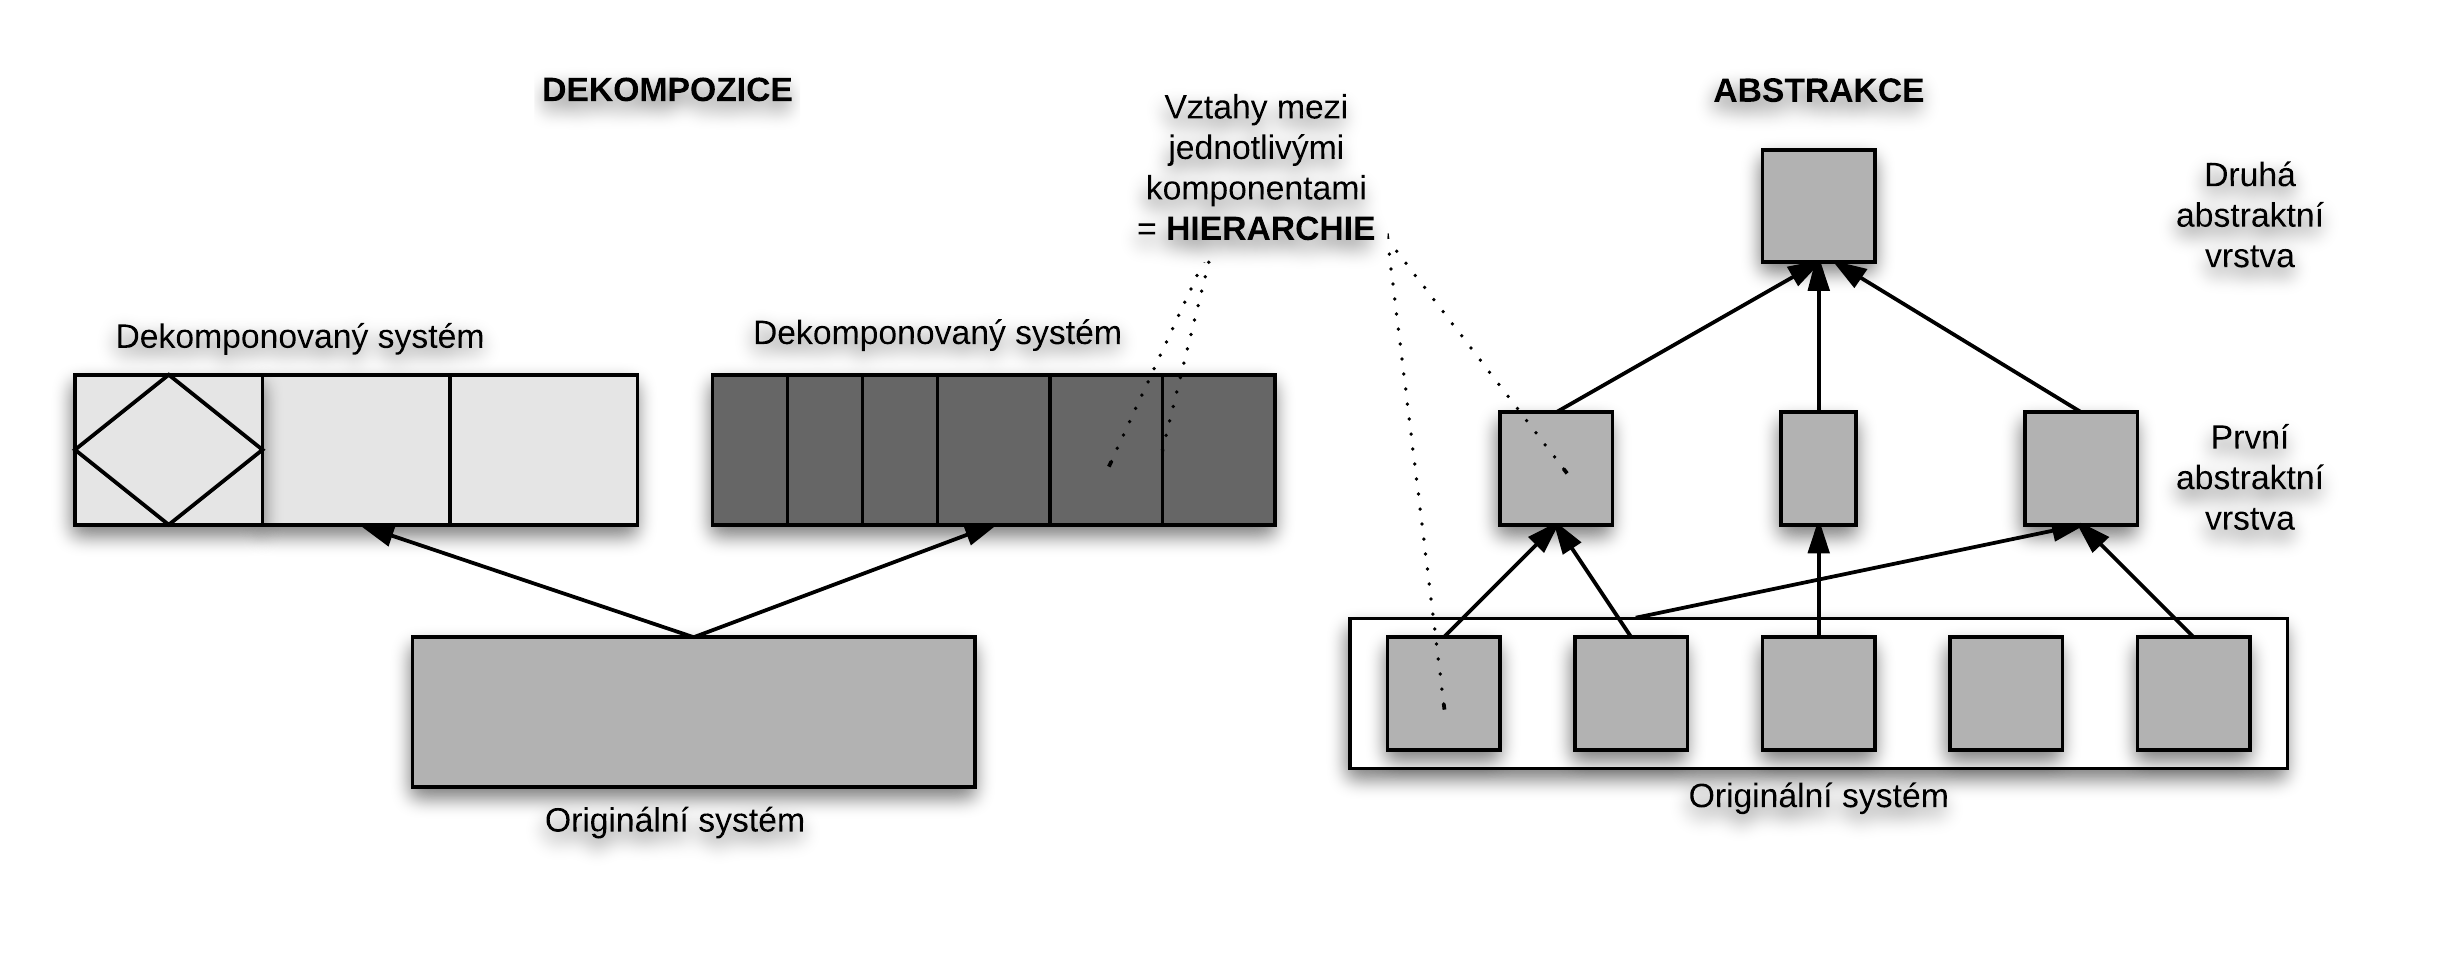 DEKOMPOZICE
Vztahy mezi
jednotlivými
komponentami
= HIERARCHIE
ABSTRAKCE
Druhá
abstraktní
vrstva
Dekomponovaný systém
Dekomponovaný systém
První
abstraktní
vrstva
Originální systém
Originální systém